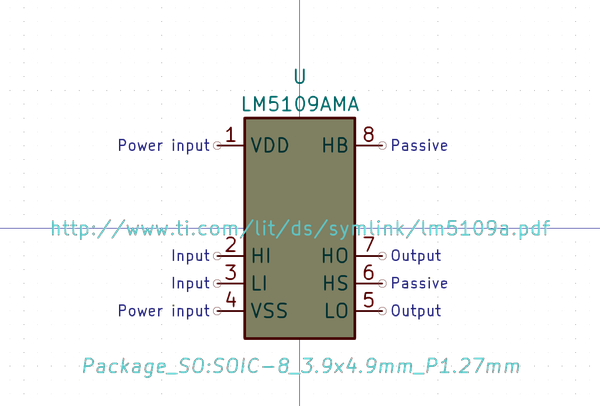 U
LM5109AMA
Power input 1 VDD HB 8 Passive
http://www.ti.com/lit/ds/symlink/lm5109a.pdf
Input 2 HI HO 7 Output
Input 3 LI HS 6 Passive
Power input 4 VSS LO 5 Output
Package_SO:SOIC-8_3.9x4.9mm_P1.27mm